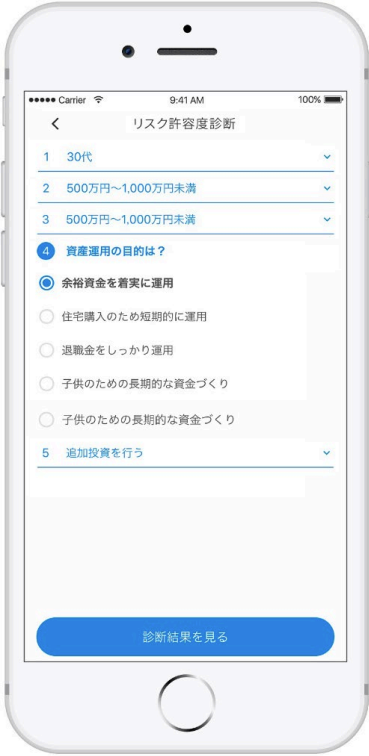 Carrier 9:41 AM 100%
リスク許容度診断
1 30代
2 500万円〜1,000万円未満
3 500万円〜1,000万円未満
4 資産運用の目的は？
余裕資金を着実に運用
住宅購入のため短期的に運用
退職金をしっかり運用
子供のための長期的な資金づくり
子供のための長期的な資金づくり
5 追加投資を行う
診断結果を見る